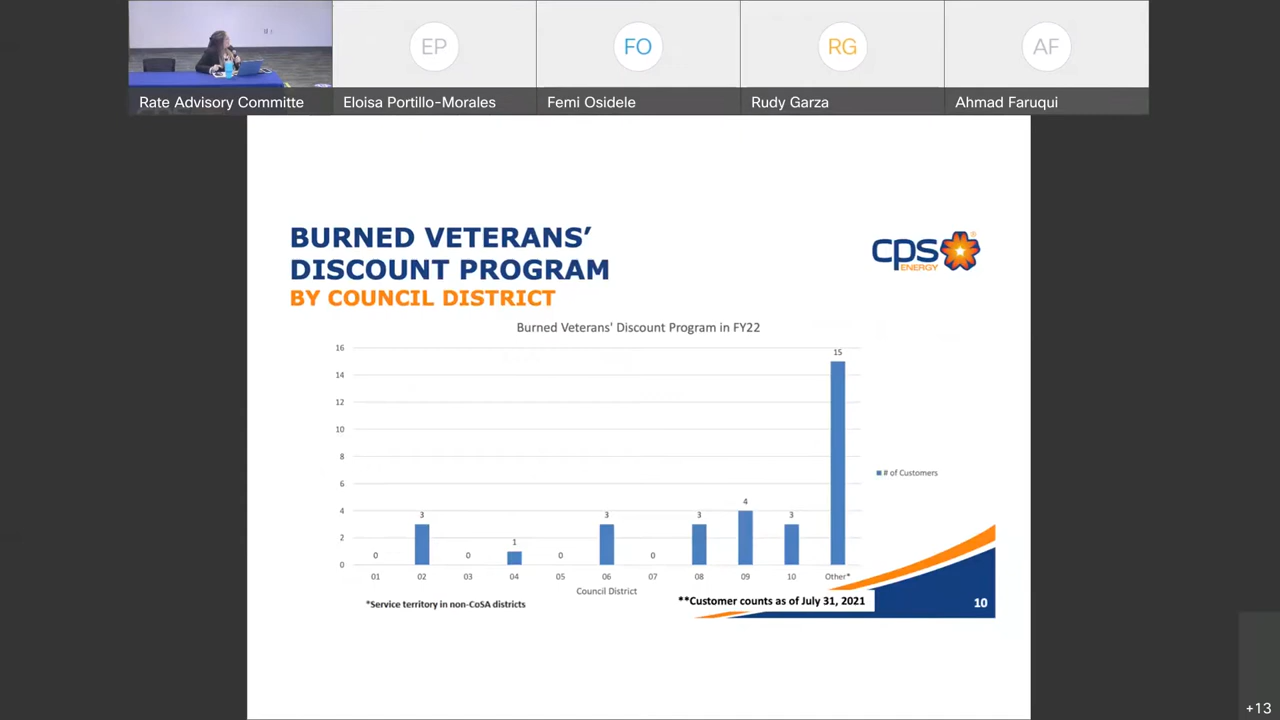 EP
FO
RG
AF
Rate Advisory Committe
Eloisa Portillo-Morales
Femi Osidele
Rudy Garza
Ahmad Faruqui
BURNED VETERANS’
DISCOUNT PROGRAM
BY COUNCIL DISTRICT
cps
ENERGY
®
Burned Veterans' Discount Program in FY22
16
14
12
10
8
6
4
2
0
0
3
0
1
0
3
0
3
4
3
15
# of Customers
01 02 03 04 05 06 07 08 09 10 Other*
Council District
*Service territory in non-CoSA districts
**Customer counts as of July 31, 2021
10
+13